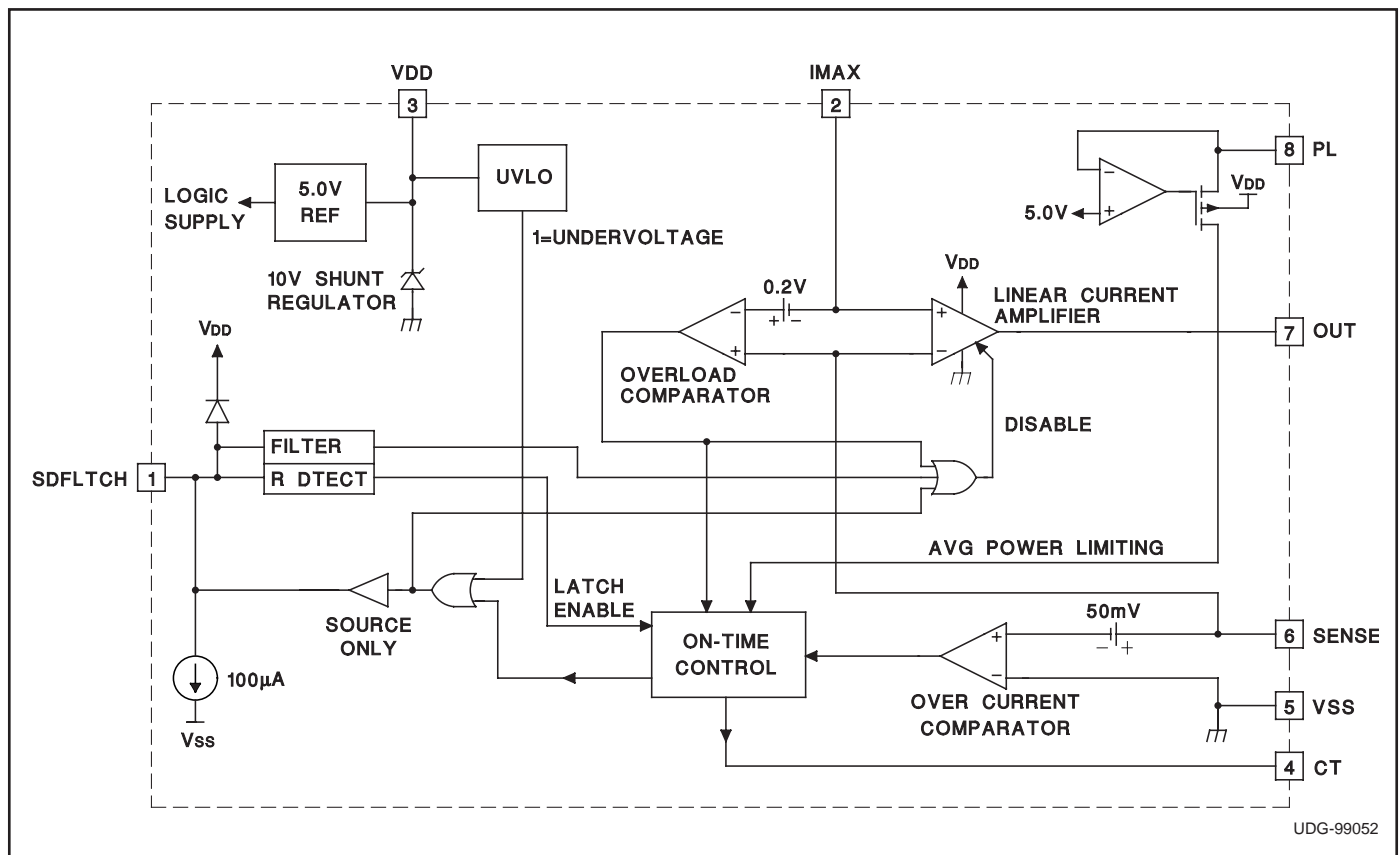 VDD
3
IMAX
2
8 PL
LOGIC
SUPPLY
5.0V
REF
UVLO
VDD
5.0V
- 
+
1=UNDERVOLTAGE
10V SHUNT
REGULATOR
0.2V
+ -
VDD
LINEAR CURRENT
AMPLIFIER
-
+
+
-
7 OUT
VDD
OVERLOAD
COMPARATOR
DISABLE
FILTER
SDFLTCH 1
R DTECT
AVG POWER LIMITING
LATCH
ENABLE
SOURCE
ONLY
ON-TIME
CONTROL
50mV
- +
+
-
6 SENSE
100µA
OVER CURRENT
COMPARATOR
5 VSS
VSS
4 CT
UDG-99052